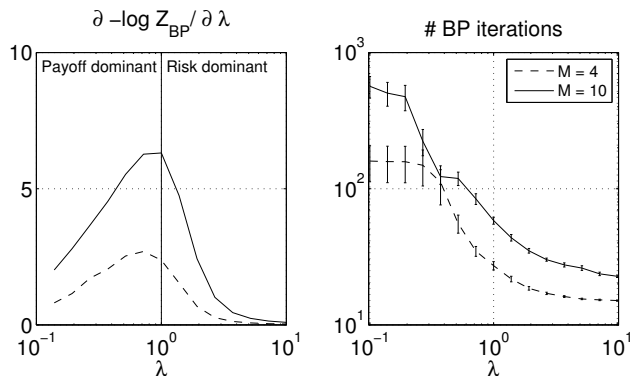 ∂ −log Z_BP / ∂ λ
10
5
0
Payoff dominant
Risk dominant
10^−1
10^0
10^1
λ
# BP iterations
10^3
10^2
10^1
M = 4
M = 10
10^−1
10^0
10^1
λ